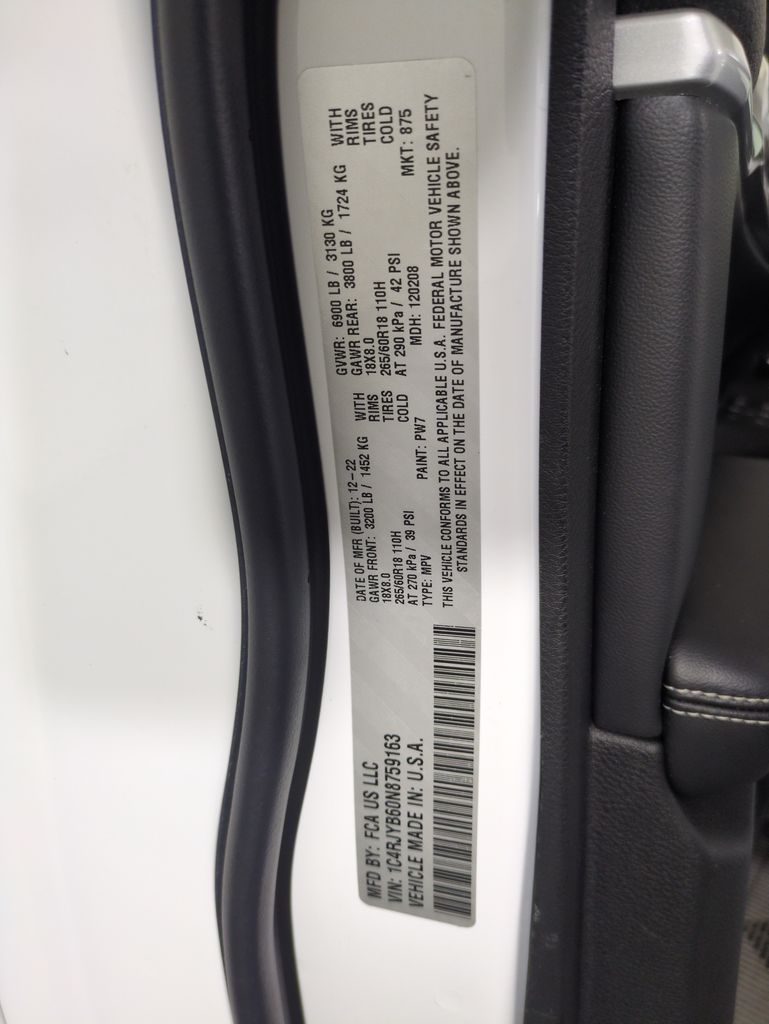 MFD BY: FCA US LLC
VIN: 1C4RJYB60N8759163
VEHICLE MADE IN: U.S.A.
DATE OF MFR (BUILT): 12-22
GAWR FRONT: 3200 LB / 1452 KG WITH
18X8.0 RIMS
265/60R18 110H TIRES
AT 270 kPa / 39 PSI COLD
TYPE: MPV PAINT: PW7
GVWR: 6900 LB / 3130 KG
GAWR REAR: 3800 LB / 1724 KG WITH
18X8.0 RIMS
265/60R18 110H TIRES
AT 290 kPa / 42 PSI COLD
MDH: 120208 MKT: 875
THIS VEHICLE CONFORMS TO ALL APPLICABLE U.S.A. FEDERAL MOTOR VEHICLE SAFETY
STANDARDS IN EFFECT ON THE DATE OF MANUFACTURE SHOWN ABOVE.